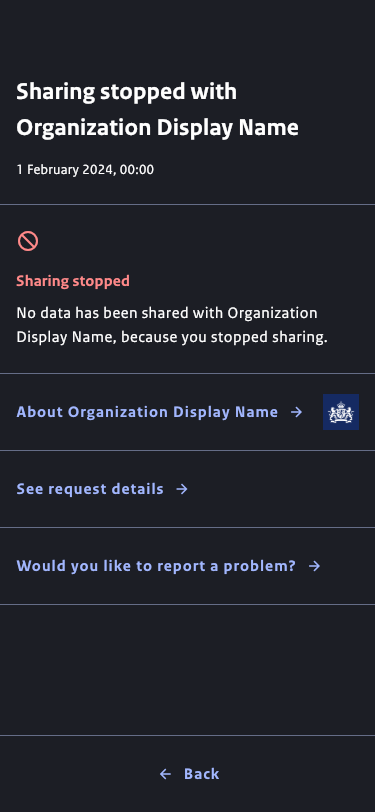 Sharing stopped with
Organization Display Name
1 February 2024, 00:00
Sharing stopped
No data has been shared with Organization
Display Name, because you stopped sharing.
About Organization Display Name
See request details
Would you like to report a problem?
Back